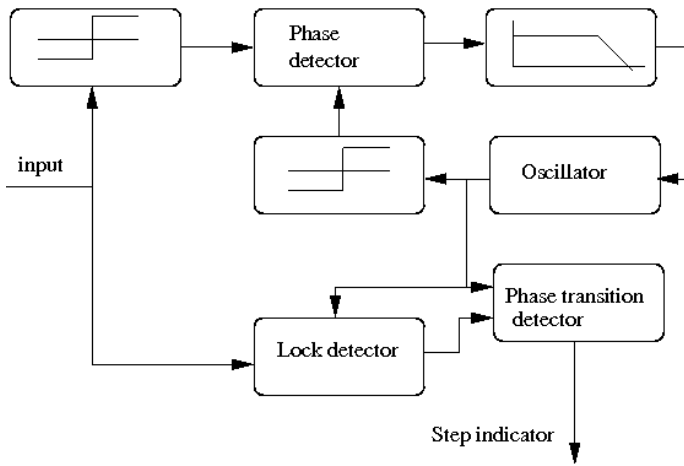 Phase
detector
input
Oscillator
Phase transition
detector
Lock detector
Step indicator